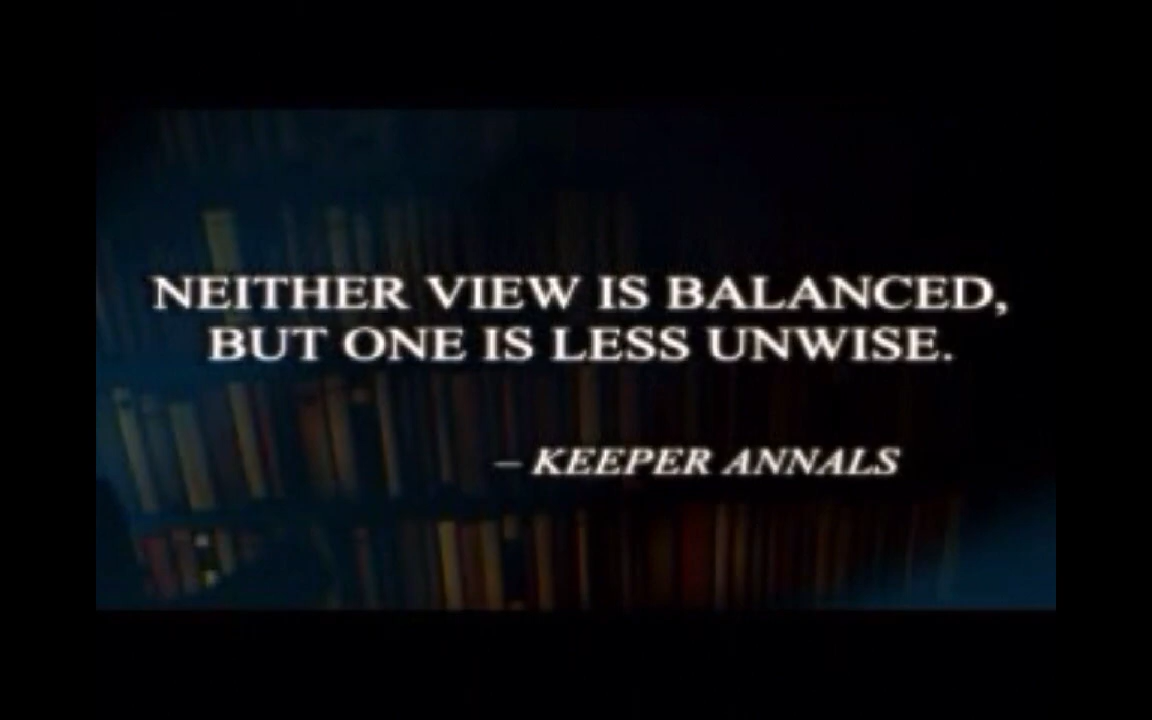 NEITHER VIEW IS BALANCED,
BUT ONE IS LESS UNWISE.
– KEEPER ANNALS